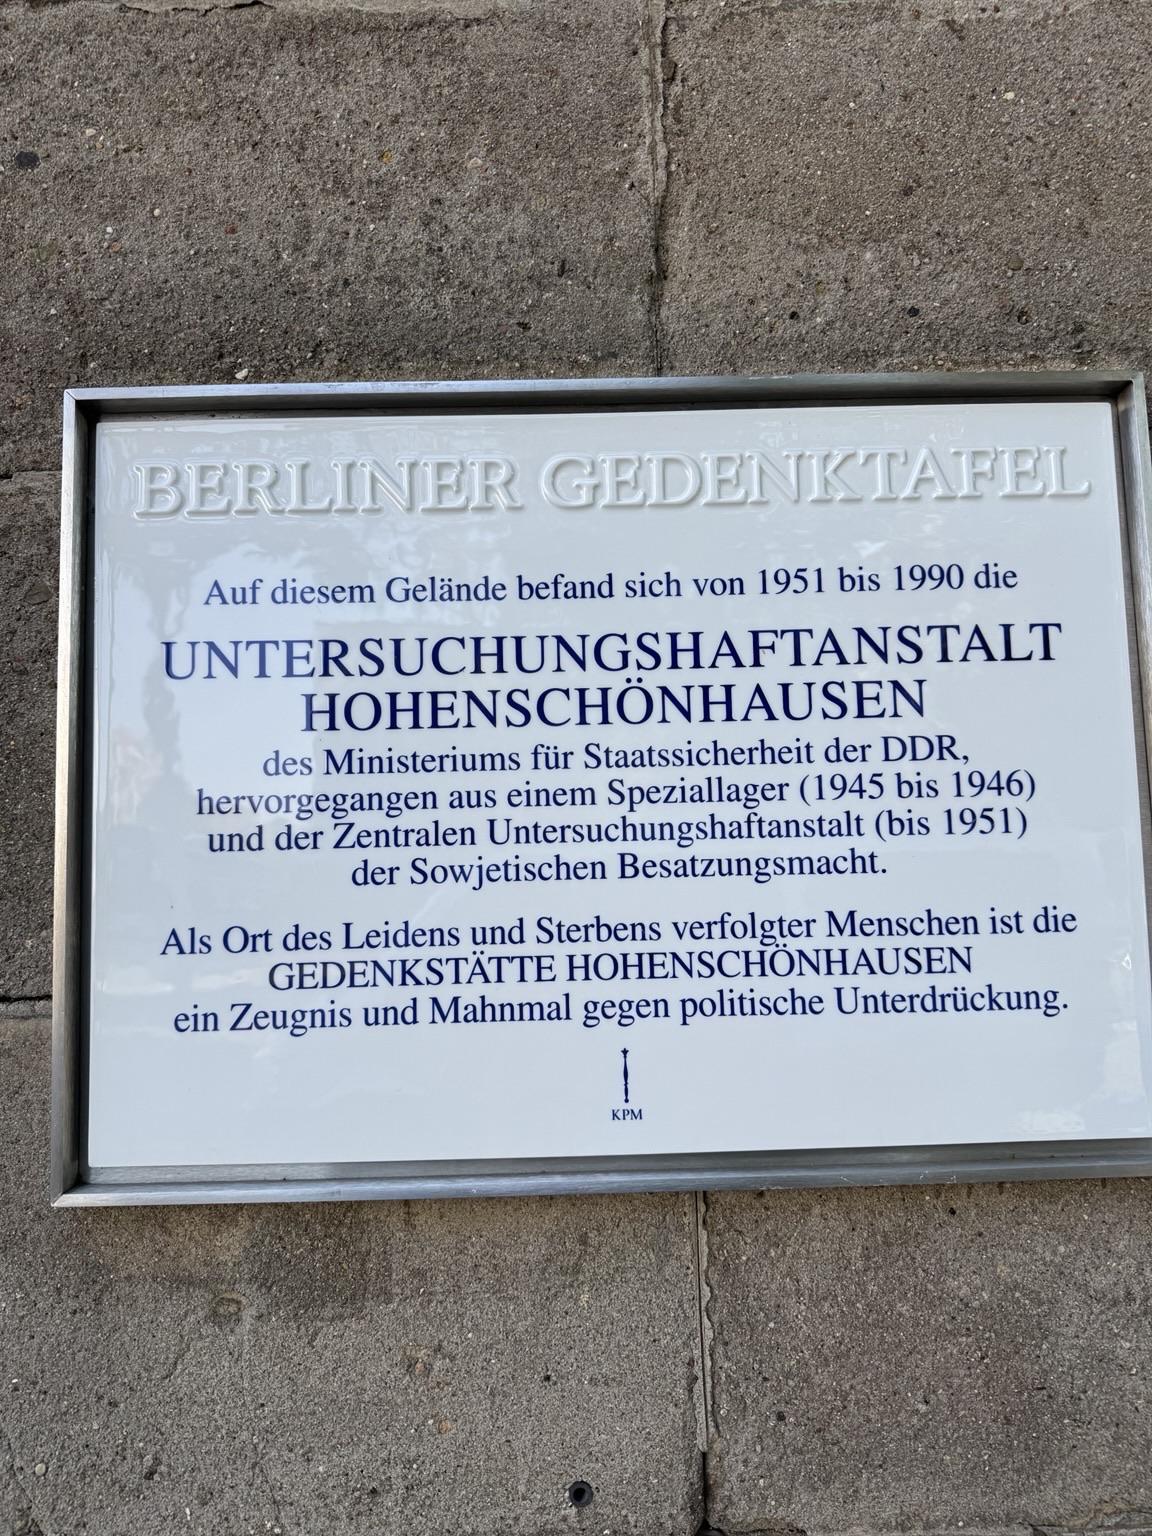 BERLINER GEDENKTAFEL
Auf diesem Gelände befand sich von 1951 bis 1990 die
UNTERSUCHUNGSHAFTANSTALT
HOHENSCHÖNHAUSEN
des Ministeriums für Staatssicherheit der DDR,
hervorgegangen aus einem Speziallager (1945 bis 1946)
und der Zentralen Untersuchungshaftanstalt (bis 1951)
der Sowjetischen Besatzungsmacht.
Als Ort des Leidens und Sterbens verfolgter Menschen ist die
GEDENKSTÄTTE HOHENSCHÖNHAUSEN
ein Zeugnis und Mahnmal gegen politische Unterdrückung.
KPM